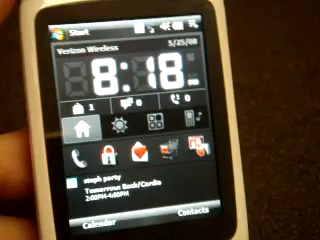 Start
Verizon Wireless 5/25/08
8:18
1 0 0
steph party
Tomorrow: Back/Cardio
2:00PM-4:00PM
Calendar Contacts